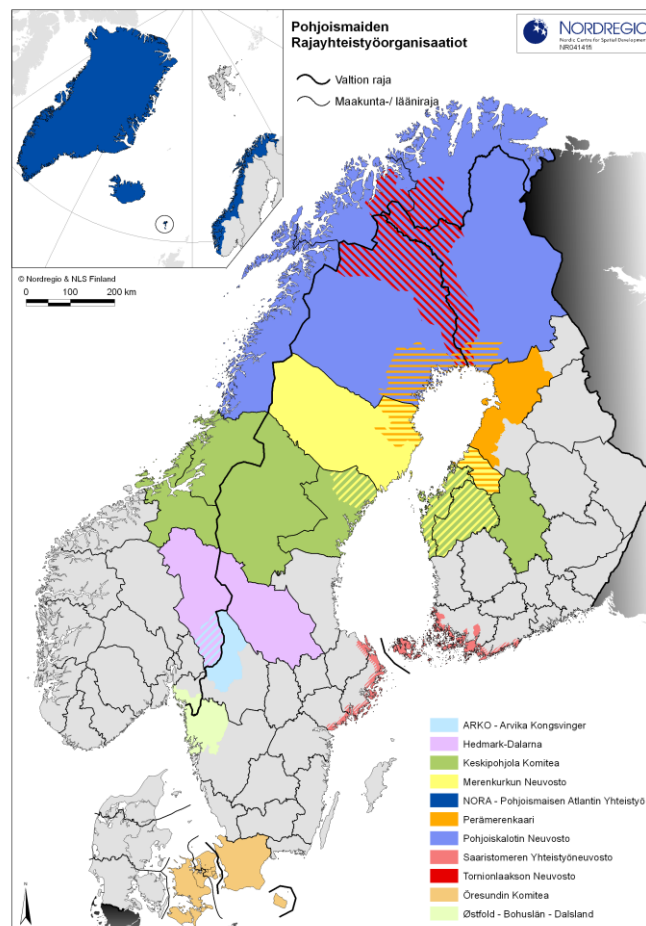 Pohjoismaiden
Rajayhteistyöorganisaatiot
NORDREGIO
Nordic Centre for Spatial Development
NR041411fi
Valtion raja
Maakunta-/ lääniraja
© Nordregio & NLS Finland
0 100 200 km
ARKO - Arvika Kongsvinger
Hedmark-Dalarna
Keskipohjola Komitea
Merenkurkun Neuvosto
NORA - Pohjoismaisen Atlantin Yhteistyö
Perämerenkaari
Pohjoiskalotin Neuvosto
Saaristomeren Yhteistyöneuvosto
Tornionlaakson Neuvosto
Öresundin Komitea
Østfold - Bohuslän - Dalsland
N